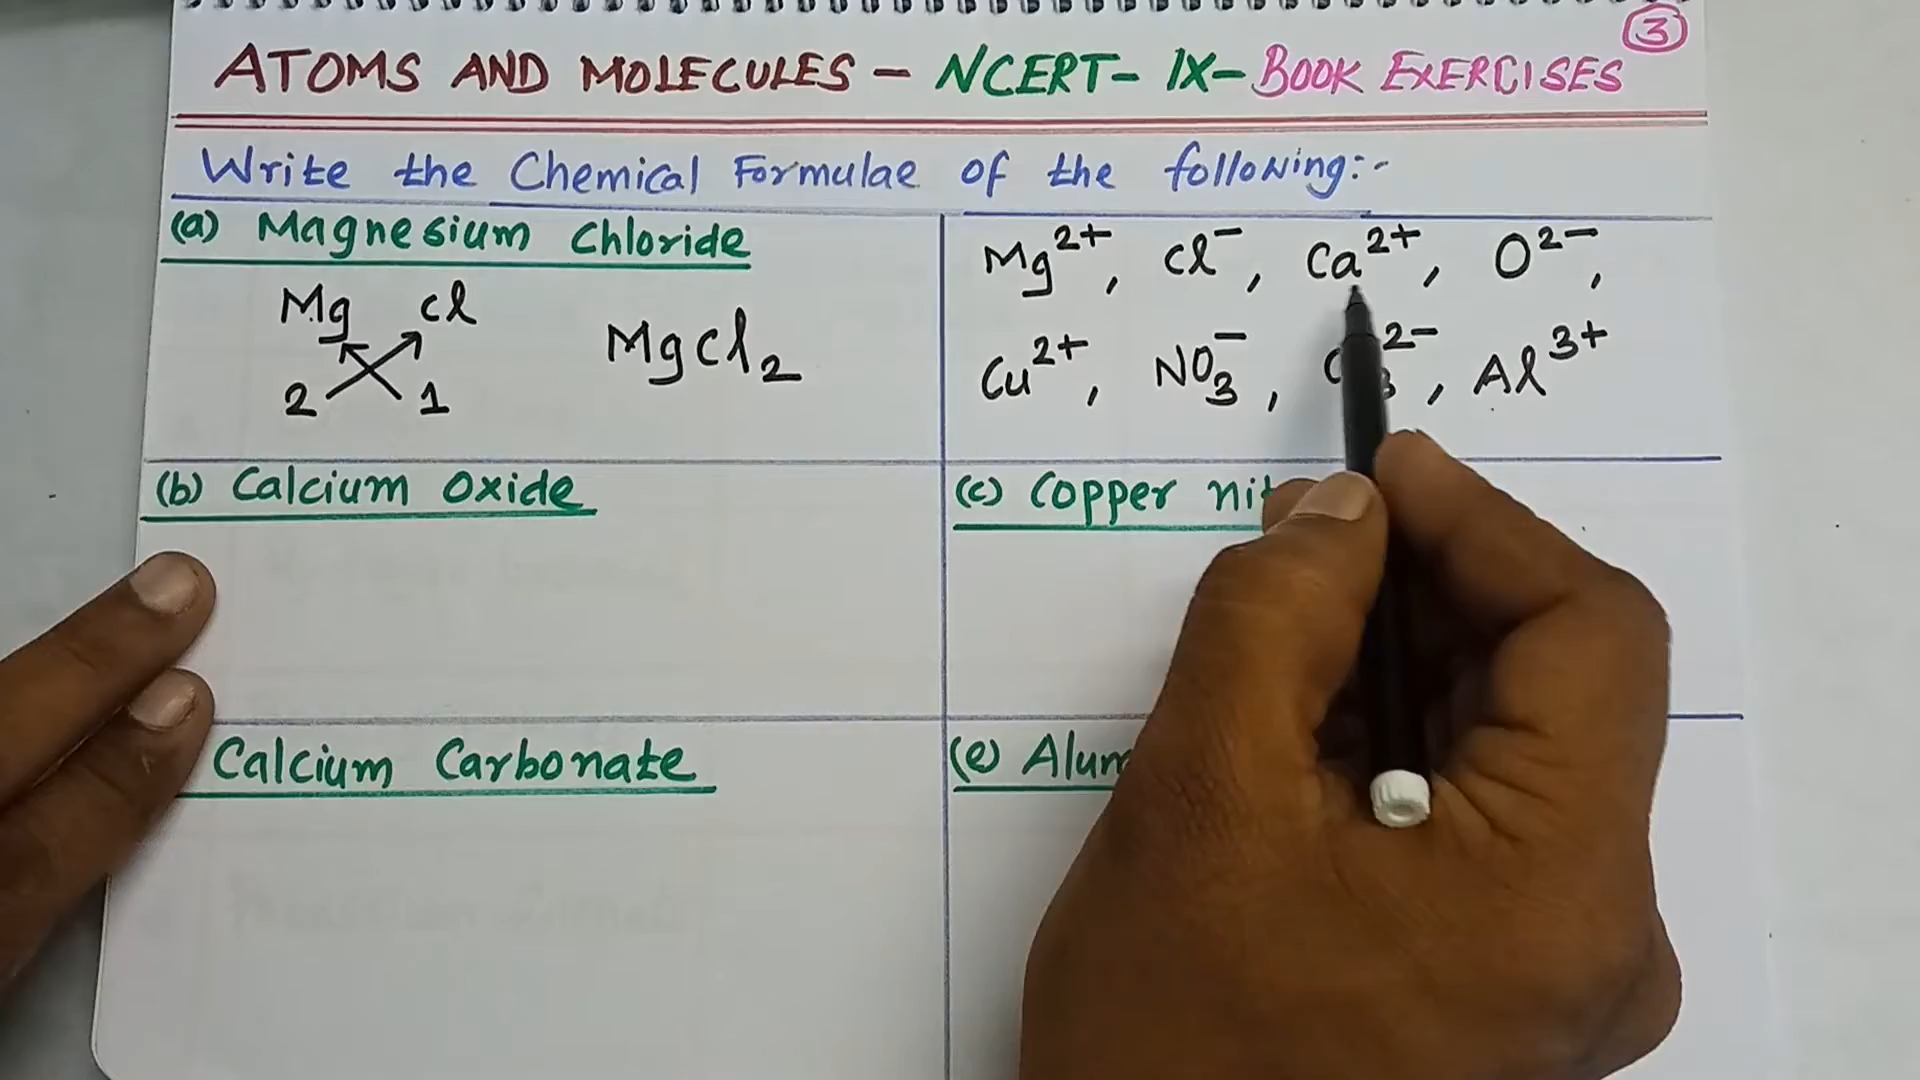 3
ATOMS AND MOLECULES - NCERT- IX- BOOK EXERCISES
Write the Chemical Formulae of the following:-
(a) Magnesium Chloride
Mg Cl
2 1
MgCl₂
Mg²⁺, Cl⁻, Ca²⁺, O²⁻,
Cu²⁺, NO₃⁻, ₃²⁻, Al³⁺
(b) Calcium Oxide
(c) Copper
Calcium Carbonate
(e)